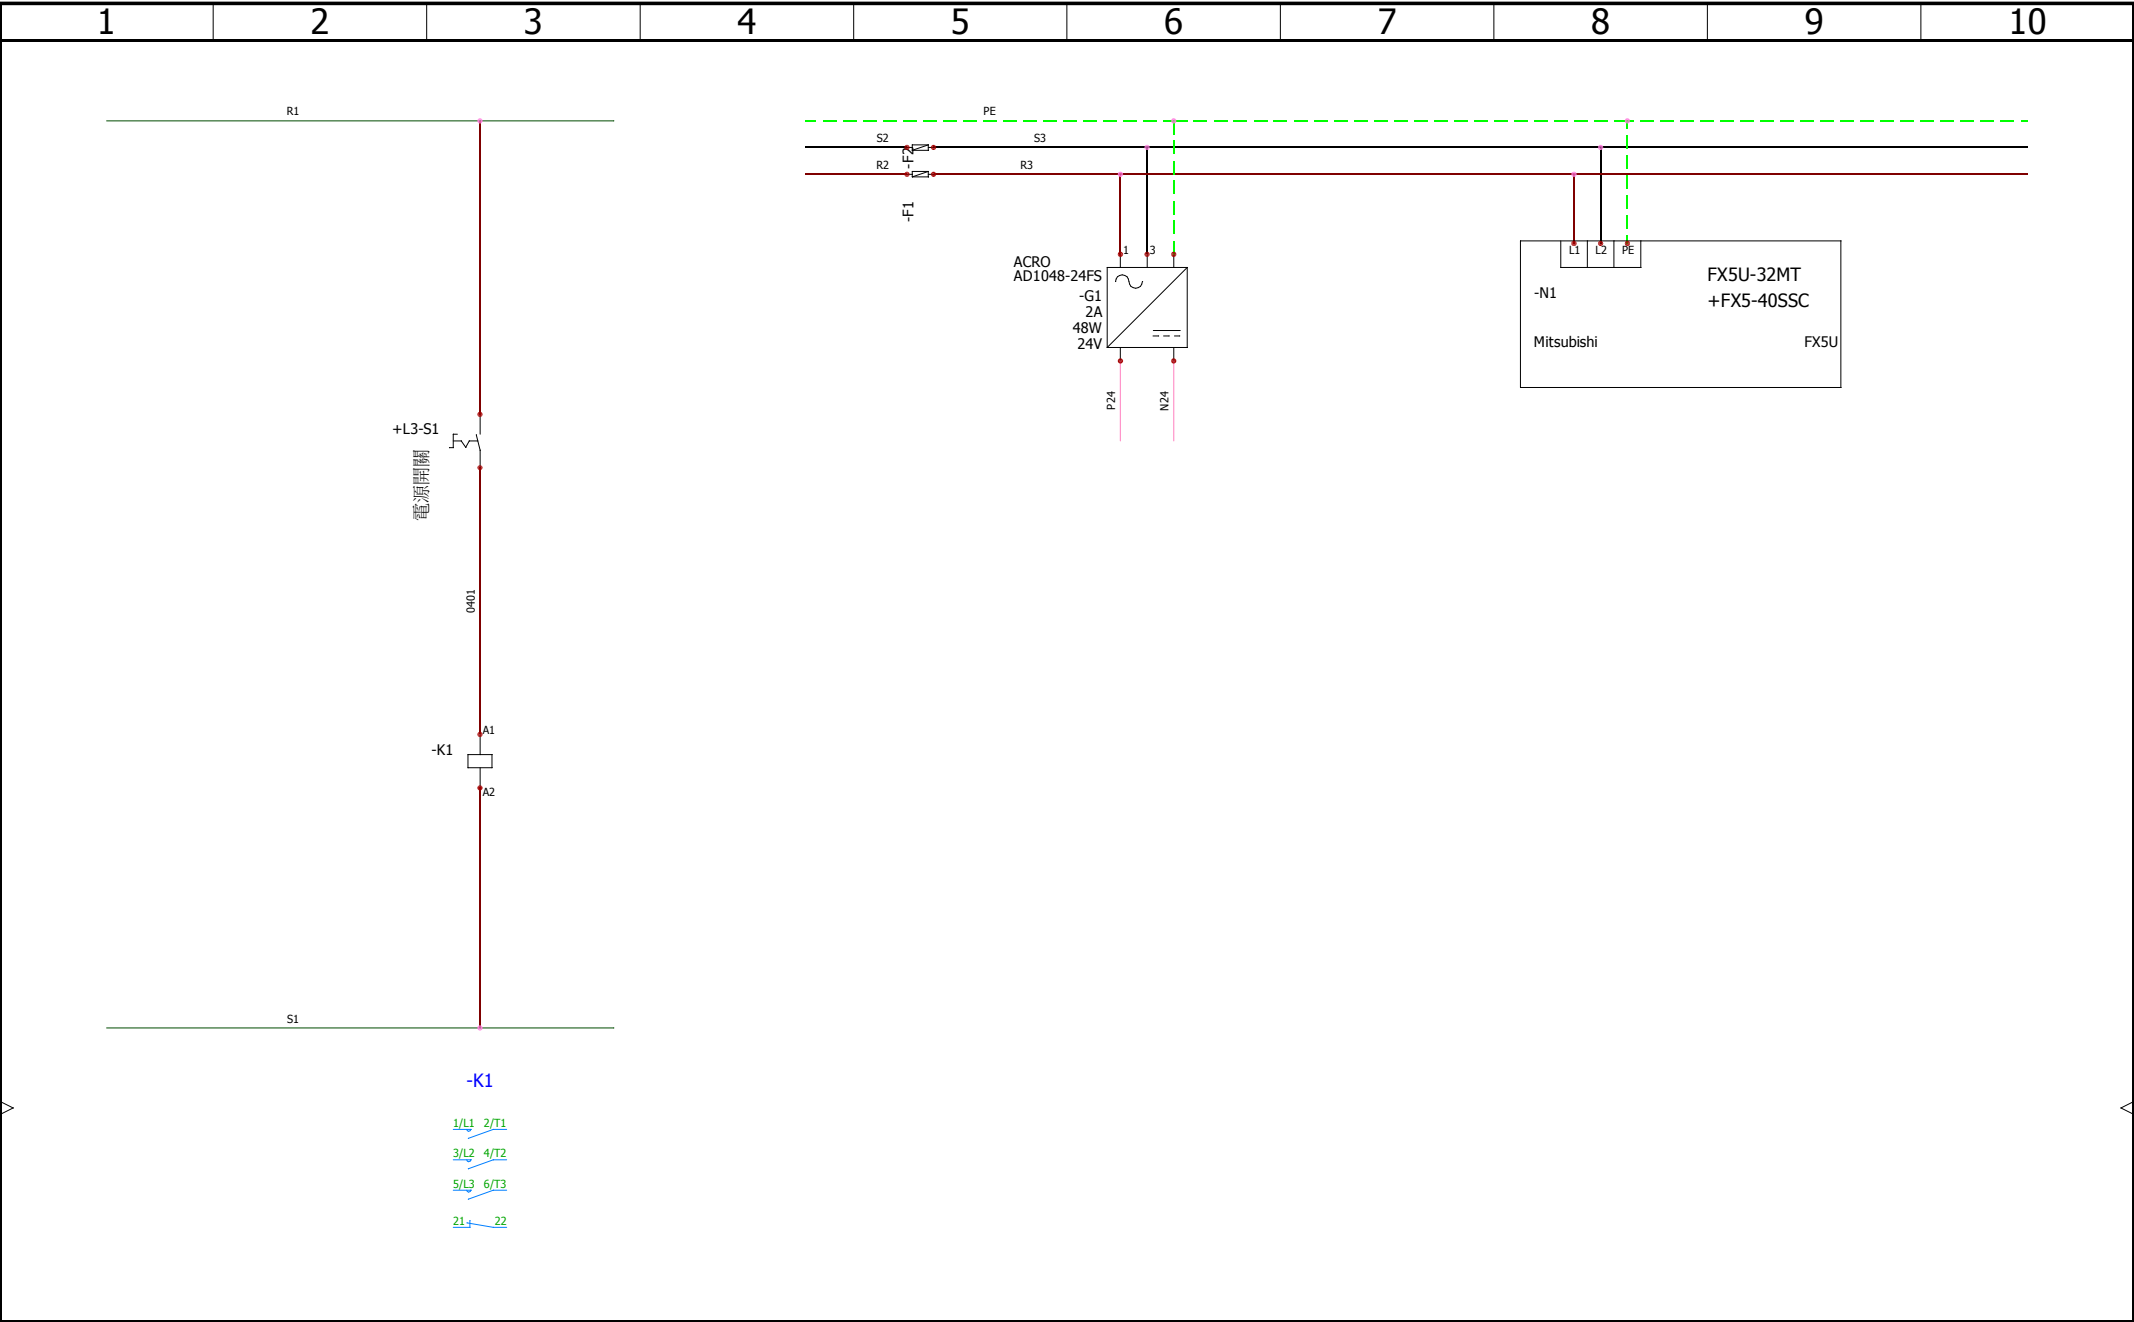 1 2 3 4 5 6 7 8 9 10
R1
PE
S2
S3
R2
R3
-F2
-F1
1 3
ACRO
AD1048-24FS
-G1
2A
48W
24V
P24
N24
L1 L2 PE
FX5U-32MT
+FX5-40SSC
-N1
Mitsubishi
FX5U
+L3-S1
電源開關
0401
A1
-K1
A2
S1
-K1
1/L1 2/T1
3/L2 4/T2
5/L3 6/T3
21 22